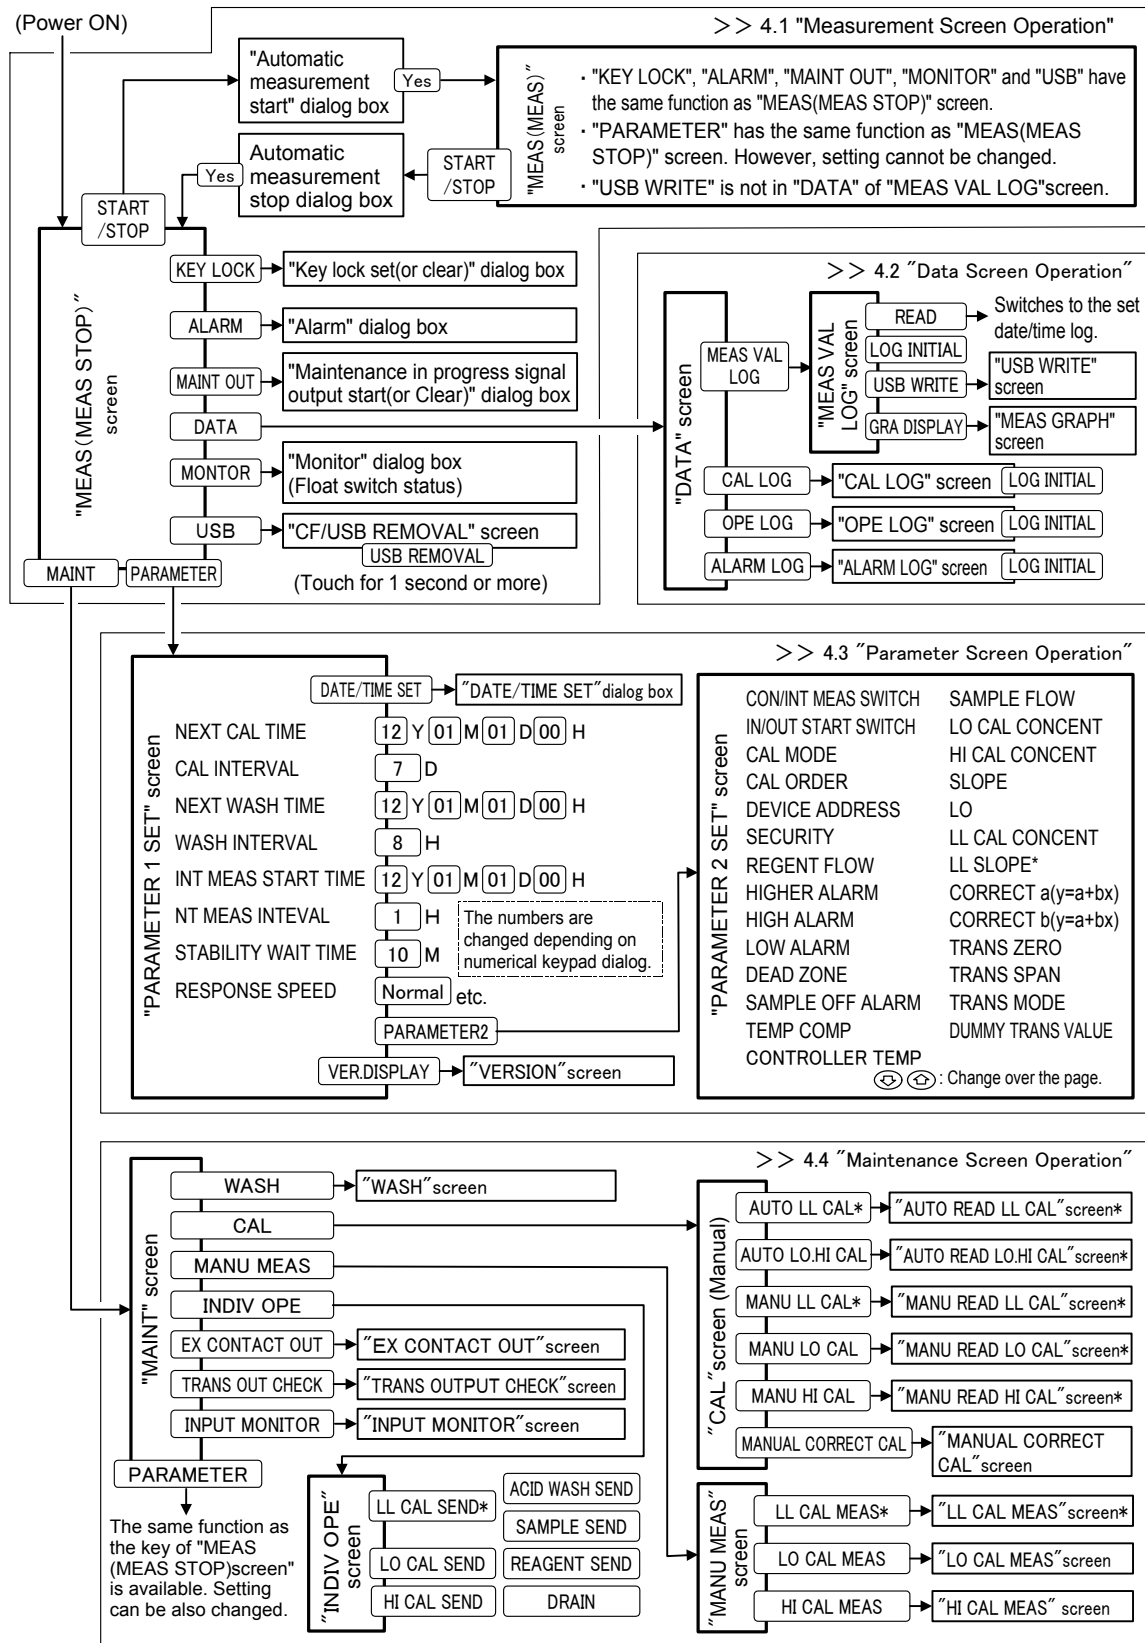 (Power ON)
>> 4.1 "Measurement Screen Operation"
"Automatic
measurement
start" dialog box
Yes
"MEAS(MEAS)"
screen
· "KEY LOCK", "ALARM", "MAINT OUT", "MONITOR" and "USB" have
the same function as "MEAS(MEAS STOP)" screen.
· "PARAMETER" has the same function as "MEAS(MEAS
STOP)" screen. However, setting cannot be changed.
· "USB WRITE" is not in "DATA" of "MEAS VAL LOG"screen.
Automatic
measurement
stop dialog box
Yes
START
/STOP
START
/STOP
"MEAS(MEAS STOP)"
screen
KEY LOCK
"Key lock set(or clear)" dialog box
ALARM
"Alarm" dialog box
MAINT OUT
"Maintenance in progress signal
output start(or Clear)" dialog box
DATA
MONITOR
"Monitor" dialog box
(Float switch status)
USB
"CF/USB REMOVAL" screen
USB REMOVAL
(Touch for 1 second or more)
MAINT
PARAMETER
>> 4.2 "Data Screen Operation"
"DATA" screen
MEAS VAL
LOG
"MEAS VAL
LOG" screen
READ
Switches to the set
date/time log.
LOG INITIAL
USB WRITE
"USB WRITE"
screen
GRA DISPLAY
"MEAS GRAPH"
screen
CAL LOG
"CAL LOG" screen
LOG INITIAL
OPE LOG
"OPE LOG" screen
LOG INITIAL
ALARM LOG
"ALARM LOG" screen
LOG INITIAL
>> 4.3 "Parameter Screen Operation"
"PARAMETER 1 SET" screen
DATE/TIME SET
"DATE/TIME SET"dialog box
NEXT CAL TIME 12 Y 01 M 01 D 00 H
CAL INTERVAL 7 D
NEXT WASH TIME 12 Y 01 M 01 D 00 H
WASH INTERVAL 8 H
INT MEAS START TIME 12 Y 01 M 01 D 00 H
NT MEAS INTEVAL 1 H
STABILITY WAIT TIME 10 M
RESPONSE SPEED Normal etc.
The numbers are
changed depending on
numerical keypad dialog.
PARAMETER2
VER.DISPLAY
"VERSION"screen
"PARAMETER 2 SET" screen
CON/INT MEAS SWITCH SAMPLE FLOW
IN/OUT START SWITCH LO CAL CONCENT
CAL MODE HI CAL CONCENT
CAL ORDER SLOPE
DEVICE ADDRESS LO
SECURITY LL CAL CONCENT
REGENT FLOW LL SLOPE*
HIGHER ALARM CORRECT a(y=a+bx)
HIGH ALARM CORRECT b(y=a+bx)
LOW ALARM TRANS ZERO
DEAD ZONE TRANS SPAN
SAMPLE OFF ALARM TRANS MODE
TEMP COMP DUMMY TRANS VALUE
CONTROLLER TEMP
: Change over the page.
>> 4.4 "Maintenance Screen Operation"
"MAINT" screen
WASH
"WASH"screen
CAL
MANU MEAS
INDIV OPE
EX CONTACT OUT
"EX CONTACT OUT"screen
TRANS OUT CHECK
"TRANS OUTPUT CHECK"screen
INPUT MONITOR
"INPUT MONITOR"screen
PARAMETER
The same function as
the key of "MEAS
(MEAS STOP)screen"
is available. Setting
can be also changed.
"INDIV OPE"
screen
LL CAL SEND*
LO CAL SEND
HI CAL SEND
ACID WASH SEND
SAMPLE SEND
REAGENT SEND
DRAIN
"CAL"screen (Manual)
AUTO LL CAL*
"AUTO READ LL CAL"screen*
AUTO LO.HI CAL
"AUTO READ LO.HI CAL"screen*
MANU LL CAL*
"MANU READ LL CAL"screen*
MANU LO CAL
"MANU READ LO CAL"screen*
MANU HI CAL
"MANU READ HI CAL"screen*
MANUAL CORRECT CAL
"MANUAL CORRECT
CAL"screen
"MANU MEAS"
screen
LL CAL MEAS*
"LL CAL MEAS"screen*
LO CAL MEAS
"LO CAL MEAS"screen
HI CAL MEAS
"HI CAL MEAS" screen